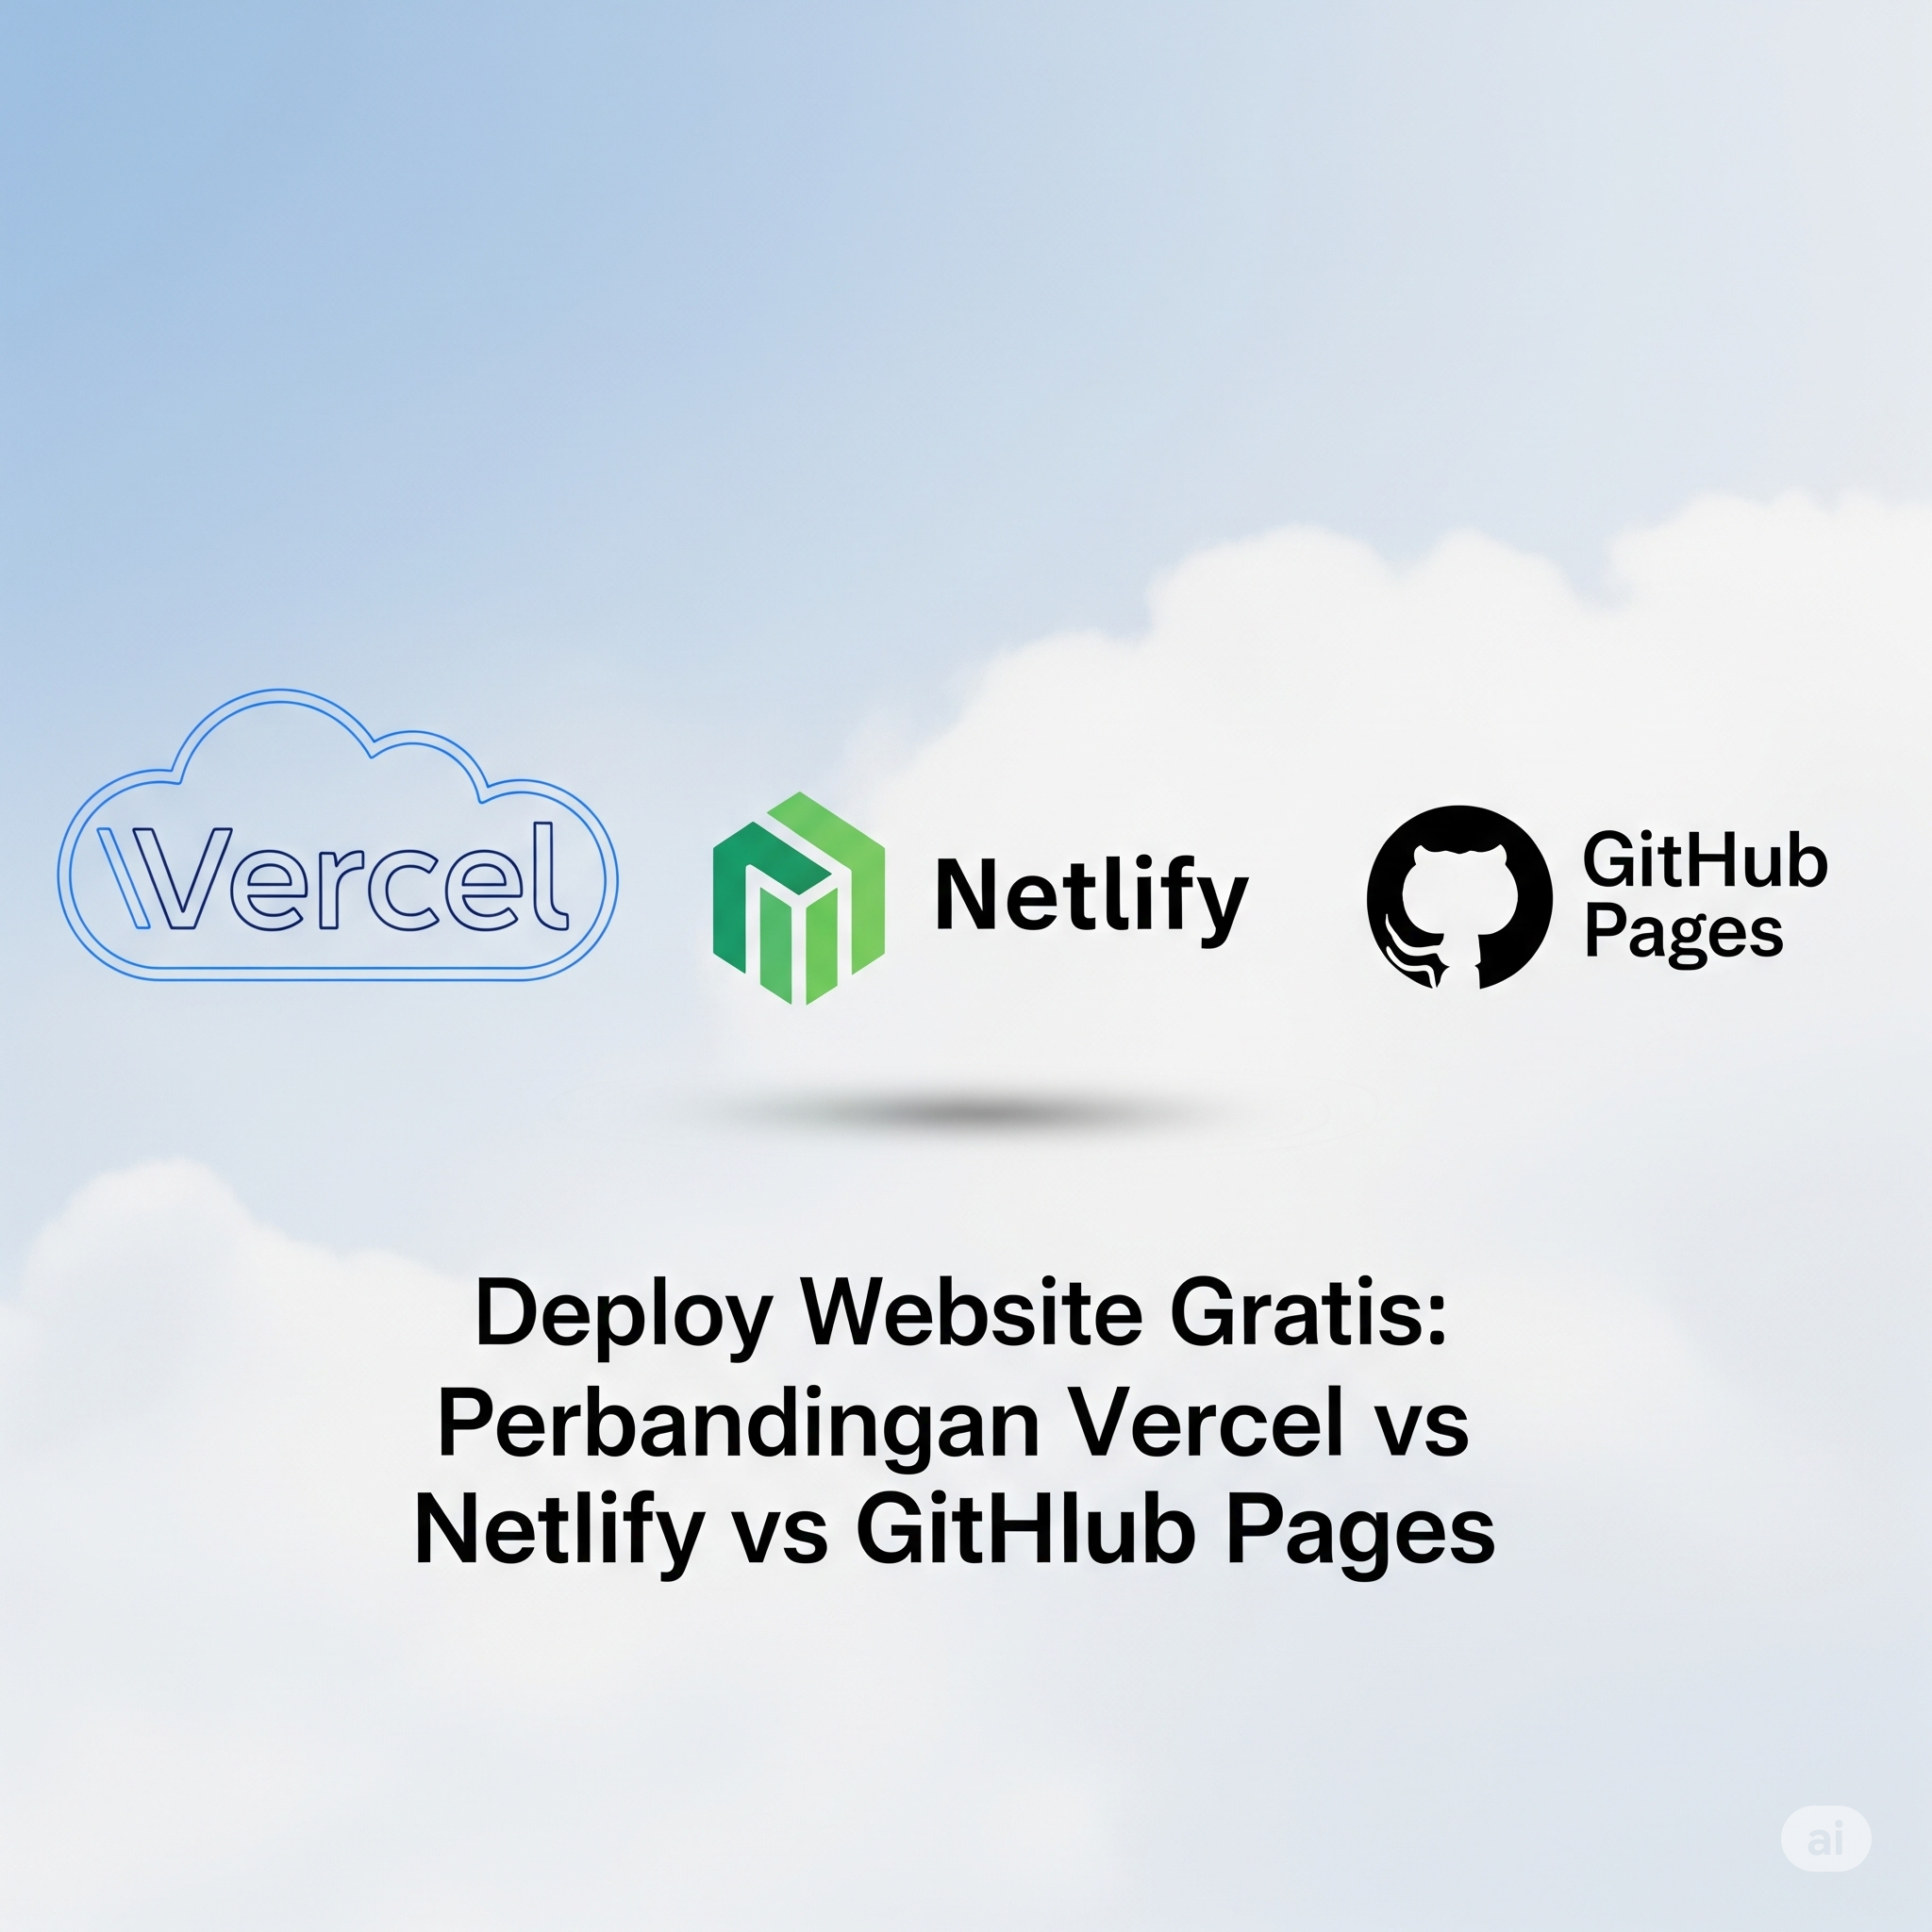 Vercel
Netlify
GitHub
Pages
Deploy Website Gratis:
Perbandingan Vercel vs
Netlify vs GitHlub Pages
ai